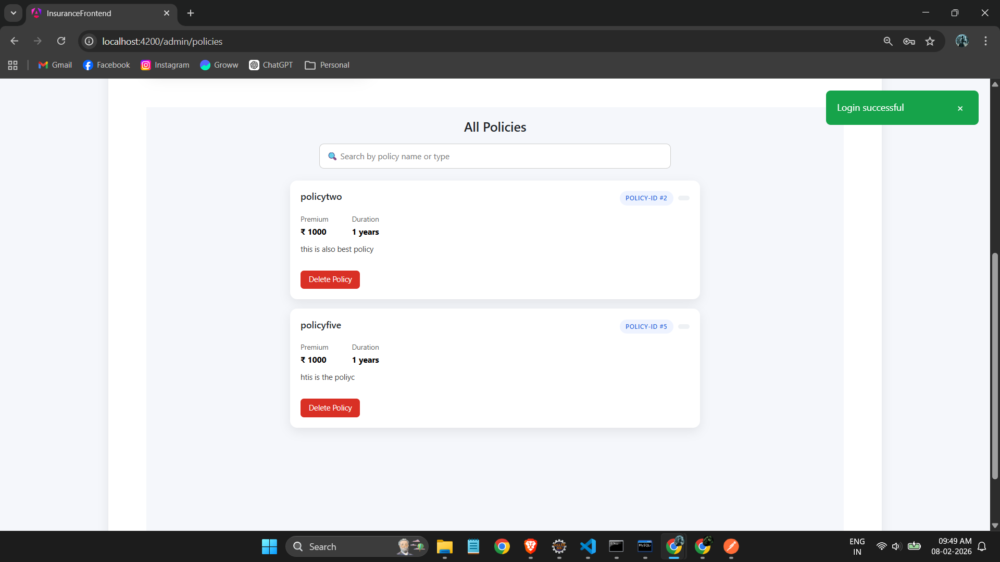 InsuranceFrontend
localhost:4200/admin/policies
Gmail
Facebook
Instagram
Groww
ChatGPT
Personal
Login successful
×
All Policies
Search by policy name or type
policytwo
POLICY-ID #2
Premium Duration
₹ 1000 1 years
this is also best policy
Delete Policy
policyfive
POLICY-ID #5
Premium Duration
₹ 1000 1 years
htis is the poliyc
Delete Policy
Search
MySQL
ENG
IN
09:49 AM
08-02-2026